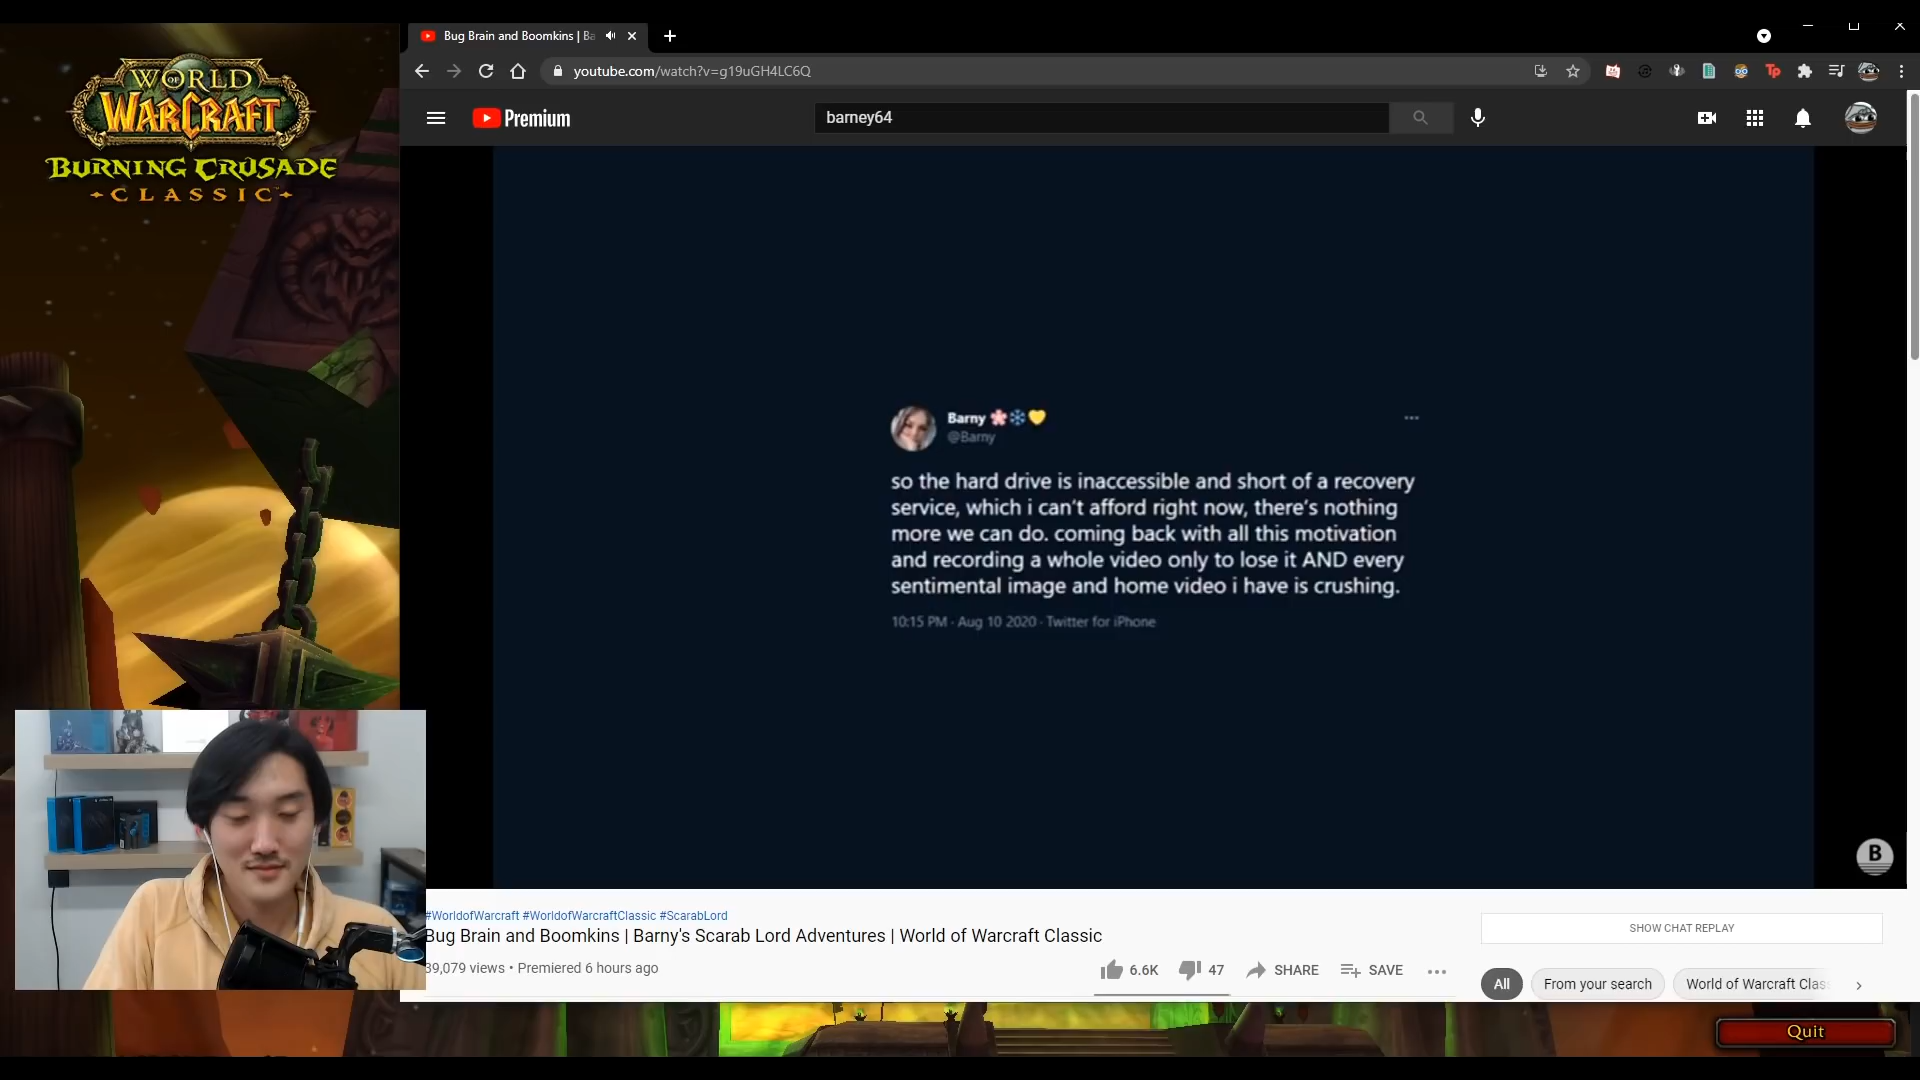 WORLD
OF
WARCRAFT
BURNING CRUSADE
CLASSIC
Bug Brain and Boomkins | Ba
youtube.com/watch?v=g19uGH4LC6Q
Premium
barney64
Barny
@Barny
so the hard drive is inaccessible and short of a recovery
service, which i can't afford right now, there's nothing
more we can do. coming back with all this motivation
and recording a whole video only to lose it AND every
sentimental image and home video i have is crushing.
10:15 PM · Aug 10 2020 · Twitter for iPhone
B
#WorldofWarcraft #WorldofWarcraftClassic #ScarabLord
Bug Brain and Boomkins | Barny's Scarab Lord Adventures | World of Warcraft Classic
39,079 views • Premiered 6 hours ago
6.6K
47
SHARE
SAVE
SHOW CHAT REPLAY
All
From your search
World of Warcraft Clas
Quit